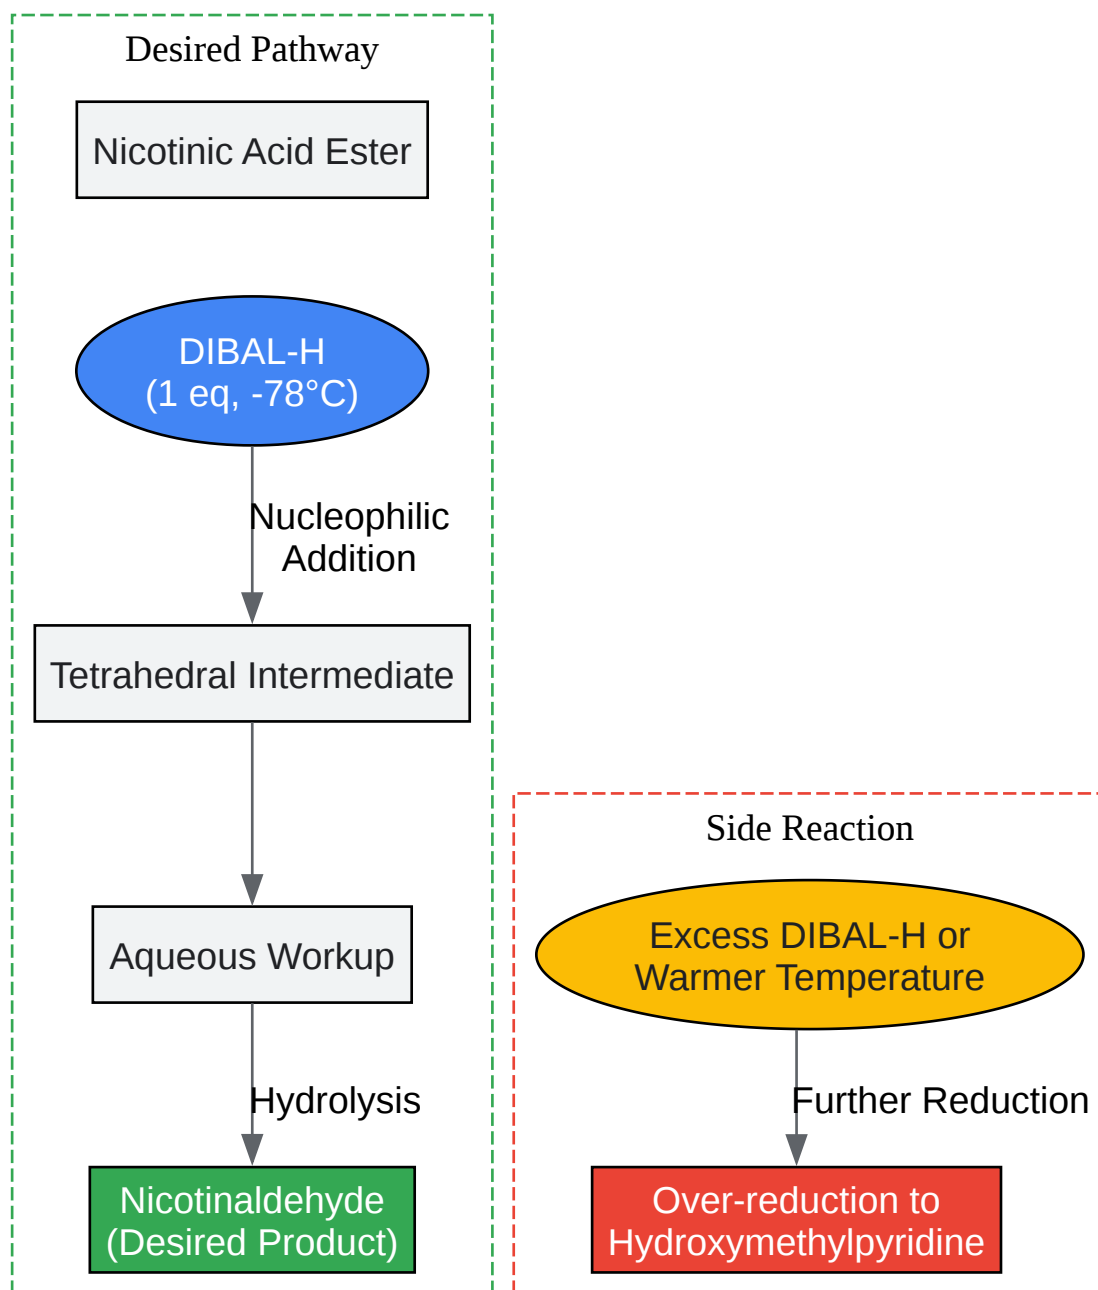 Desired Pathway
Nicotinic Acid Ester
DIBAL-H
(1 eq, -78°C)
Nucleophilic
Addition
Tetrahedral Intermediate
Aqueous Workup
Hydrolysis
Nicotinaldehyde
(Desired Product)
Side Reaction
Excess DIBAL-H or
Warmer Temperature
Further Reduction
Over-reduction to
Hydroxymethylpyridine